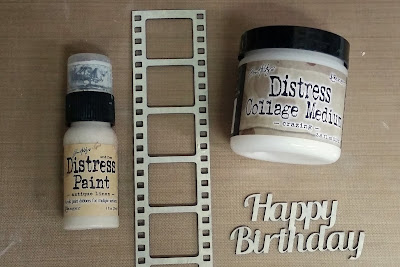 Distress
Paint
antique linen
Distress
Collage Medium
- crazing -
Happy
Birthday